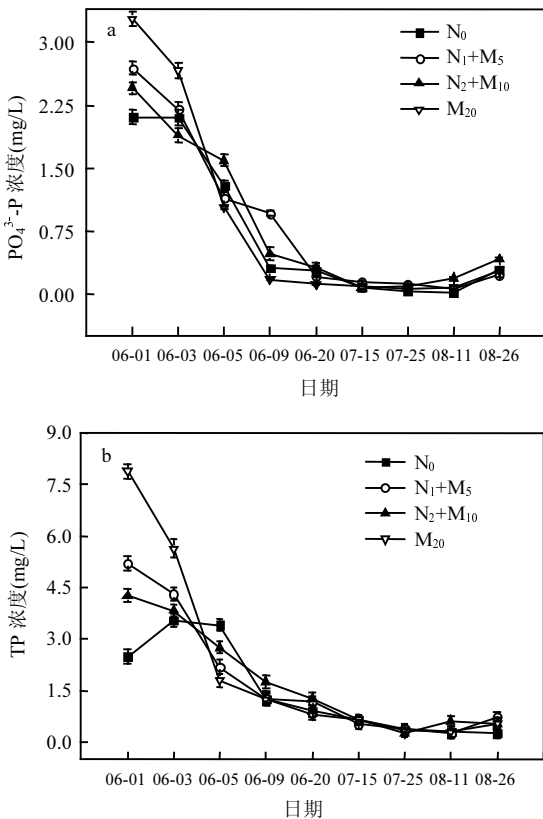 a
N₀
N₁+M₅
N₂+M₁₀
M₂₀
3.00
2.25
1.50
0.75
0.00
PO₄³⁻-P 浓度(mg/L)
06-01 06-03 06-05 06-09 06-20 07-15 07-25 08-11 08-26
日期
b
N₀
N₁+M₅
N₂+M₁₀
M₂₀
9.0
7.5
6.0
4.5
3.0
1.5
0.0
TP 浓度(mg/L)
06-01 06-03 06-05 06-09 06-20 07-15 07-25 08-11 08-26
日期